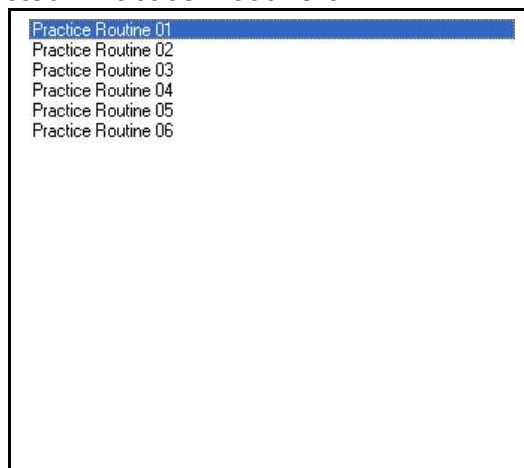 Practice Routine 01
Practice Routine 02
Practice Routine 03
Practice Routine 04
Practice Routine 05
Practice Routine 06